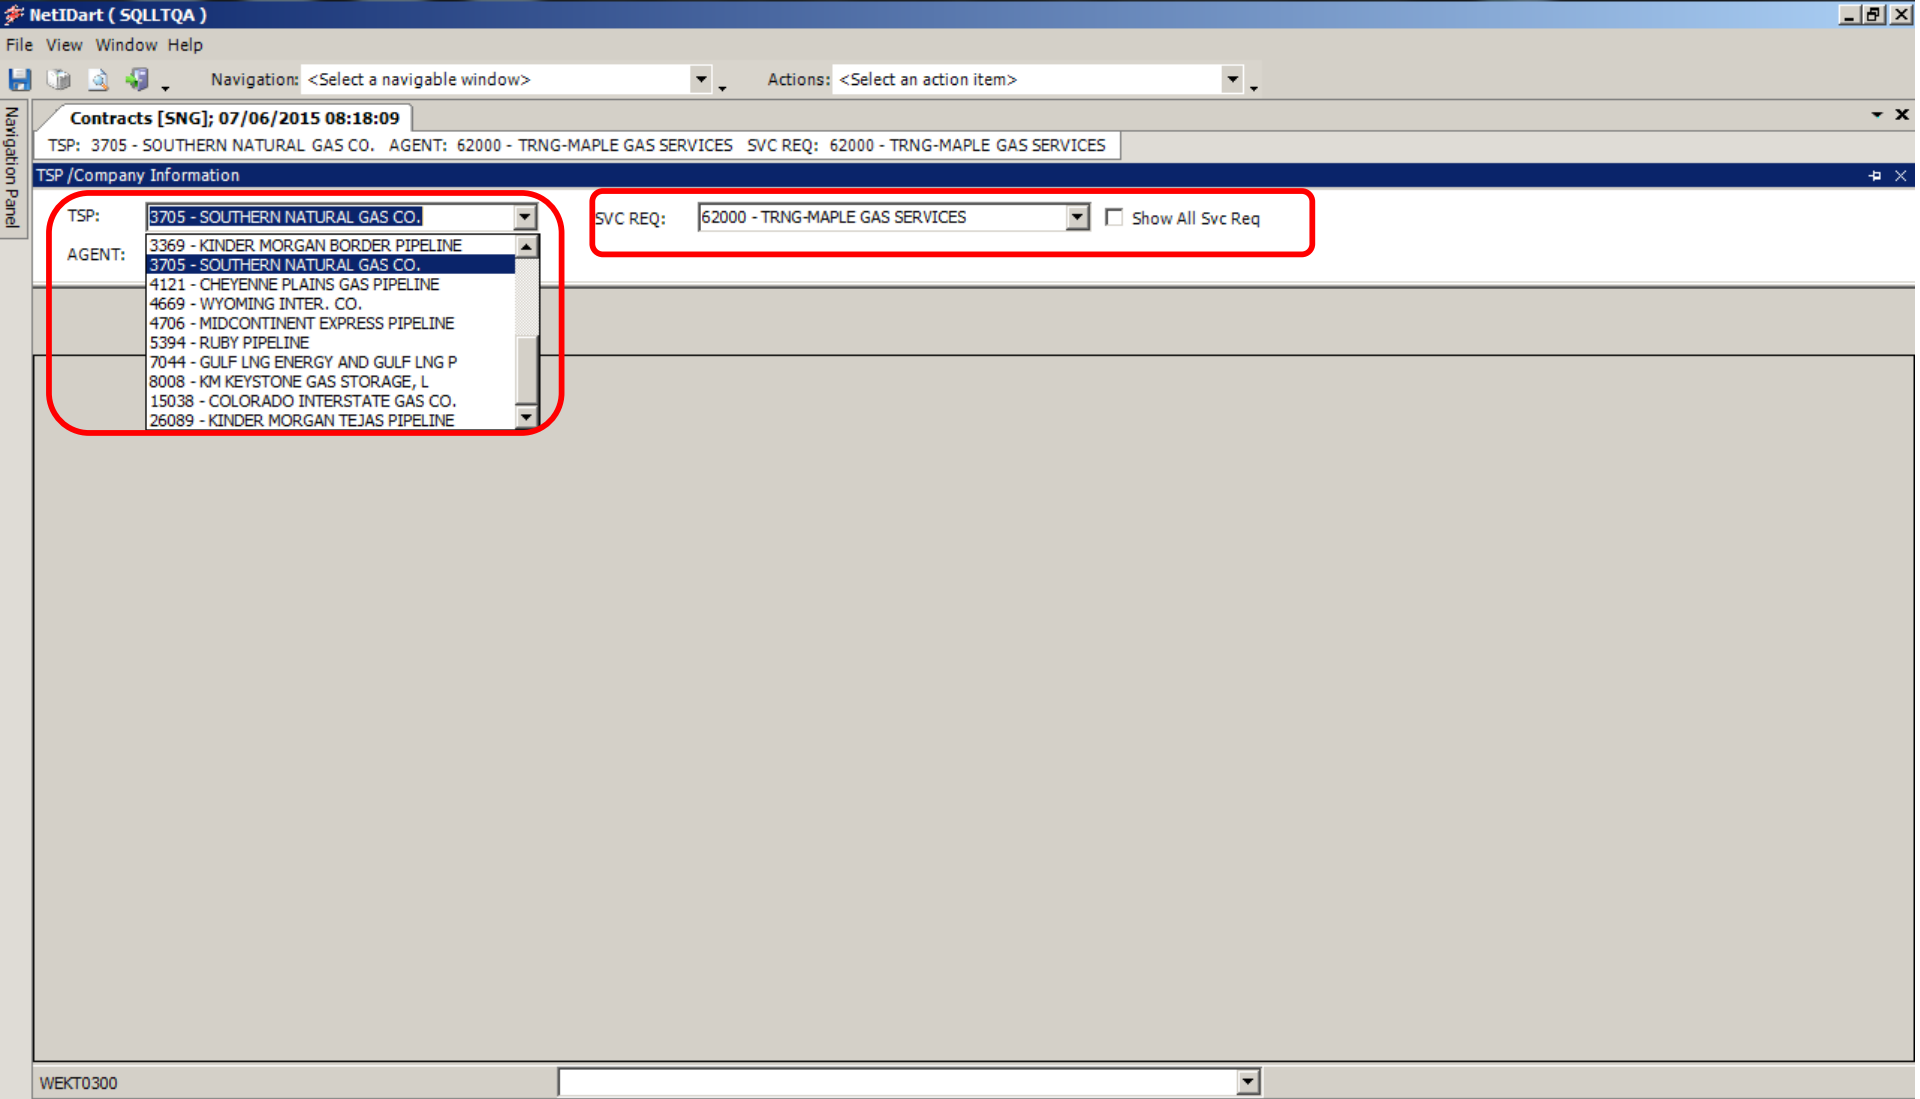 NetIDart ( SQLLTQA )
File View Window Help
Navigation: <Select a navigable window> Actions: <Select an action item>
Navigation Panel
Contracts [SNG]; 07/06/2015 08:18:09
TSP: 3705 - SOUTHERN NATURAL GAS CO. AGENT: 62000 - TRNG-MAPLE GAS SERVICES SVC REQ: 62000 - TRNG-MAPLE GAS SERVICES
TSP /Company Information
TSP: 3705 - SOUTHERN NATURAL GAS CO. SVC REQ: 62000 - TRNG-MAPLE GAS SERVICES Show All Svc Req
AGENT:
3369 - KINDER MORGAN BORDER PIPELINE
3705 - SOUTHERN NATURAL GAS CO.
4121 - CHEYENNE PLAINS GAS PIPELINE
4669 - WYOMING INTER. CO.
4706 - MIDCONTINENT EXPRESS PIPELINE
5394 - RUBY PIPELINE
7044 - GULF LNG ENERGY AND GULF LNG P
8008 - KM KEYSTONE GAS STORAGE, L
15038 - COLORADO INTERSTATE GAS CO.
26089 - KINDER MORGAN TEJAS PIPELINE
WEKT0300